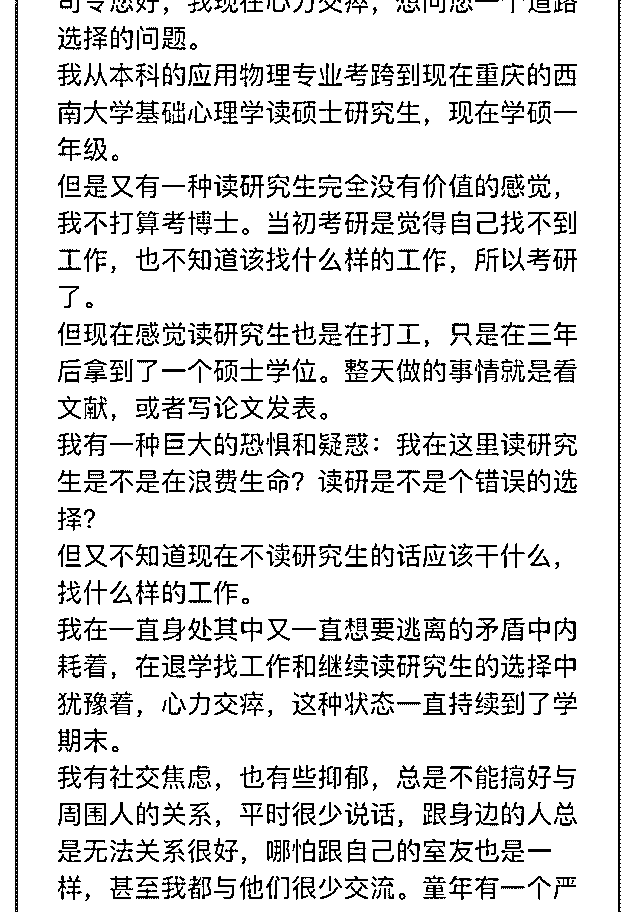 司令您好，我现在心力交瘁，想问您一个道路
选择的问题。
我从本科的应用物理专业考跨到现在重庆的西
南大学基础心理学读硕士研究生，现在学硕一
年级。
但是又有一种读研究生完全没有价值的感觉，
我不打算考博士。当初考研是觉得自己找不到
工作，也不知道该找什么样的工作，所以考研
了。
但现在感觉读研究生也是在打工，只是在三年
后拿到了一个硕士学位。整天做的事情就是看
文献，或者写论文发表。
我有一种巨大的恐惧和疑惑：我在这里读研究
生是不是在浪费生命？读研是不是个错误的选
择？
但又不知道现在不读研究生的话应该干什么，
找什么样的工作。
我在一直身处其中又一直想要逃离的矛盾中内
耗着，在退学找工作和继续读研究生的选择中
犹豫着，心力交瘁，这种状态一直持续到了学
期末。
我有社交焦虑，也有些抑郁，总是不能搞好与
周围人的关系，平时很少说话，跟身边的人总
是无法关系很好，哪怕跟自己的室友也是一
样，甚至我都与他们很少交流。童年有一个严